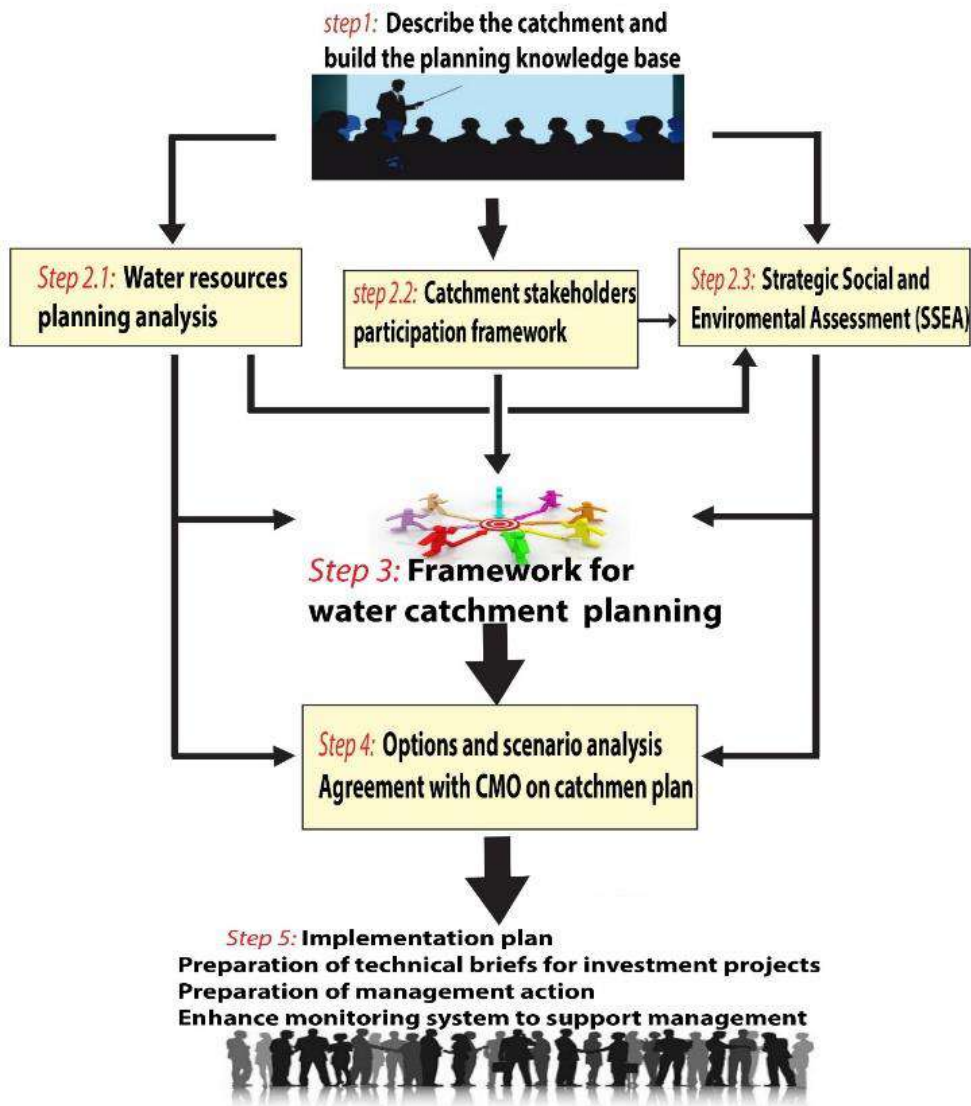 step1: Describe the catchment and
build the planning knowledge base
Step 2.1: Water resources
planning analysis
step 2.2: Catchment stakeholders
participation framework
Step 2.3: Strategic Social and
Enviromental Assessment (SSEA)
Step 3: Framework for
water catchment planning
Step 4: Options and scenario analysis
Agreement with CMO on catchmen plan
Step 5: Implementation plan
Preparation of technical briefs for investment projects
Preparation of management action
Enhance monitoring system to support management